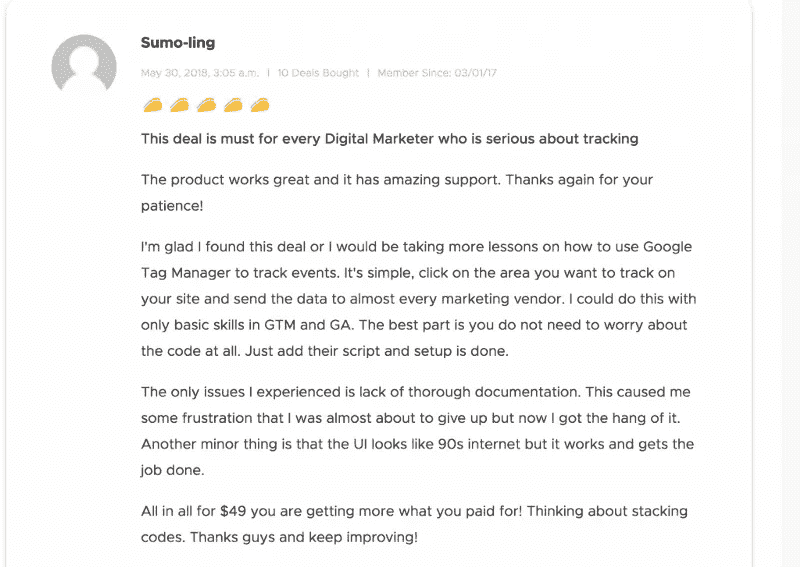 Sumo-ling
May 30, 2018, 3:05 a.m. | 10 Deals Bought | Member Since: 03/01/17
This deal is must for every Digital Marketer who is serious about tracking
The product works great and it has amazing support. Thanks again for your
patience!
I'm glad I found this deal or I would be taking more lessons on how to use Google
Tag Manager to track events. It's simple, click on the area you want to track on
your site and send the data to almost every marketing vendor. I could do this with
only basic skills in GTM and GA. The best part is you do not need to worry about
the code at all. Just add their script and setup is done.
The only issues I experienced is lack of thorough documentation. This caused me
some frustration that I was almost about to give up but now I got the hang of it.
Another minor thing is that the UI looks like 90s internet but it works and gets the
job done.
All in all for $49 you are getting more what you paid for! Thinking about stacking
codes. Thanks guys and keep improving!